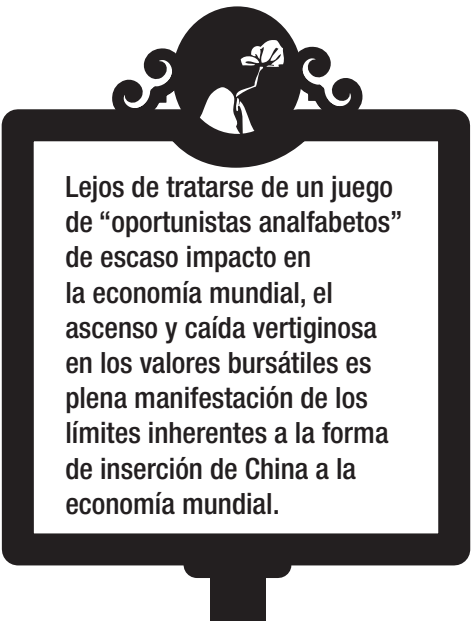 Lejos de tratarse de un juego
de “oportunistas analfabetos”
de escaso impacto en
la economía mundial, el
ascenso y caída vertiginosa
en los valores bursátiles es
plena manifestación de los
límites inherentes a la forma
de inserción de China a la
economía mundial.